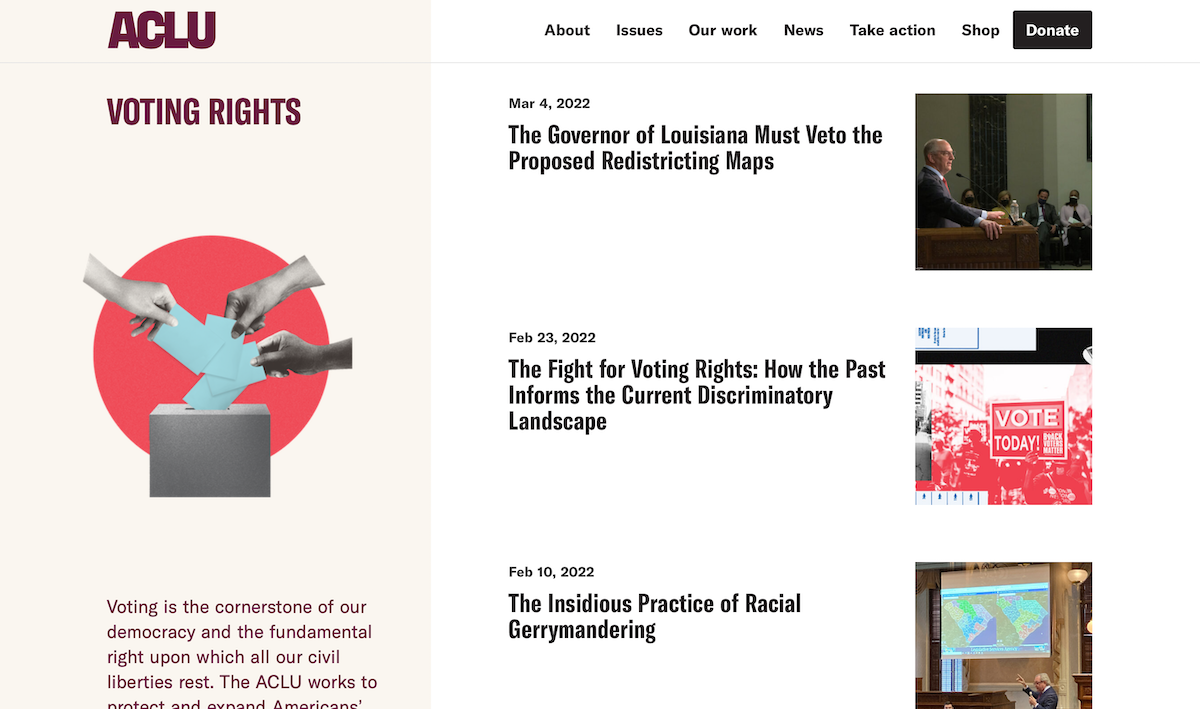 ACLU
About Issues Our work News Take action Shop Donate
VOTING RIGHTS
Voting is the cornerstone of our
democracy and the fundamental
right upon which all our civil
liberties rest. The ACLU works to
protect and expand Americans’
Mar 4, 2022
The Governor of Louisiana Must Veto the
Proposed Redistricting Maps
Feb 23, 2022
The Fight for Voting Rights: How the Past
Informs the Current Discriminatory
Landscape
VOTE
TODAY!
BLACK
VOTERS
MATTER
Feb 10, 2022
The Insidious Practice of Racial
Gerrymandering